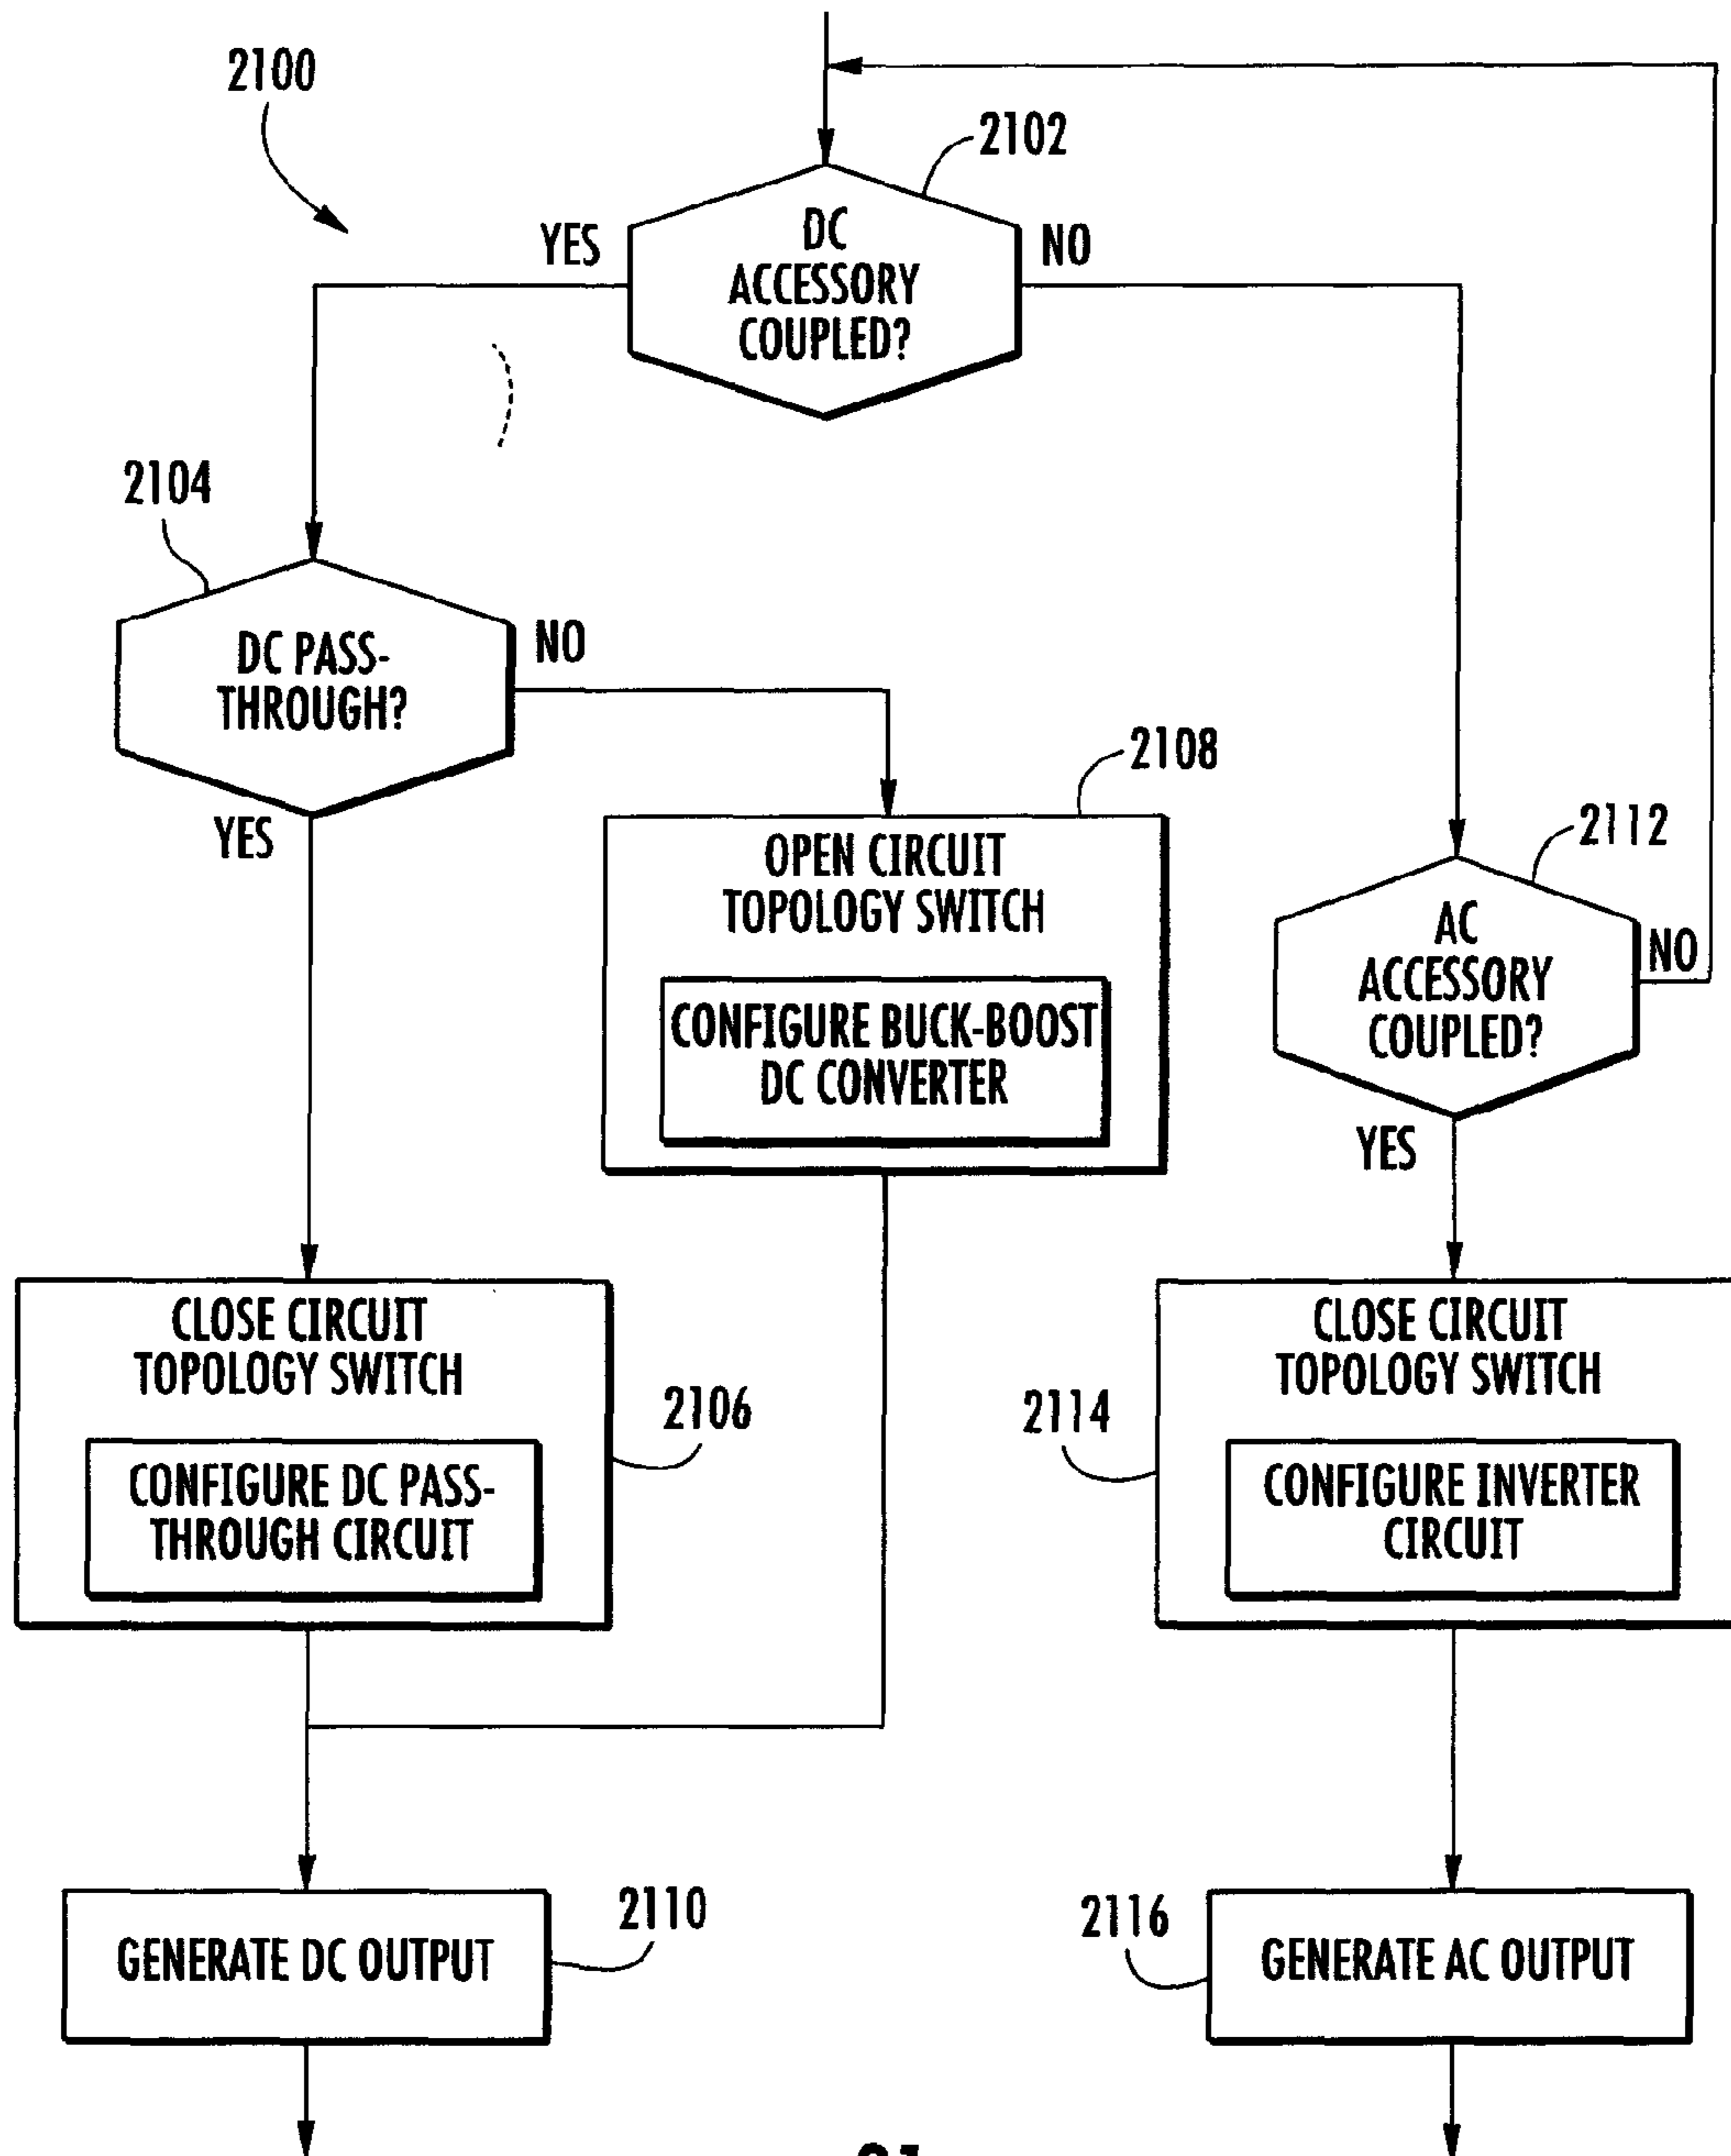 2100
2102
YES
DC
ACCESSORY
COUPLED?
NO
2104
DC PASS-
THROUGH?
NO
YES
2108
OPEN CIRCUIT
TOPOLOGY SWITCH
CONFIGURE BUCK-BOOST
DC CONVERTER
2112
AC
ACCESSORY
COUPLED?
NO
YES
CLOSE CIRCUIT
TOPOLOGY SWITCH
CONFIGURE DC PASS-
THROUGH CIRCUIT
2106
2114
CLOSE CIRCUIT
TOPOLOGY SWITCH
CONFIGURE INVERTER
CIRCUIT
GENERATE DC OUTPUT
2110
2116
GENERATE AC OUTPUT